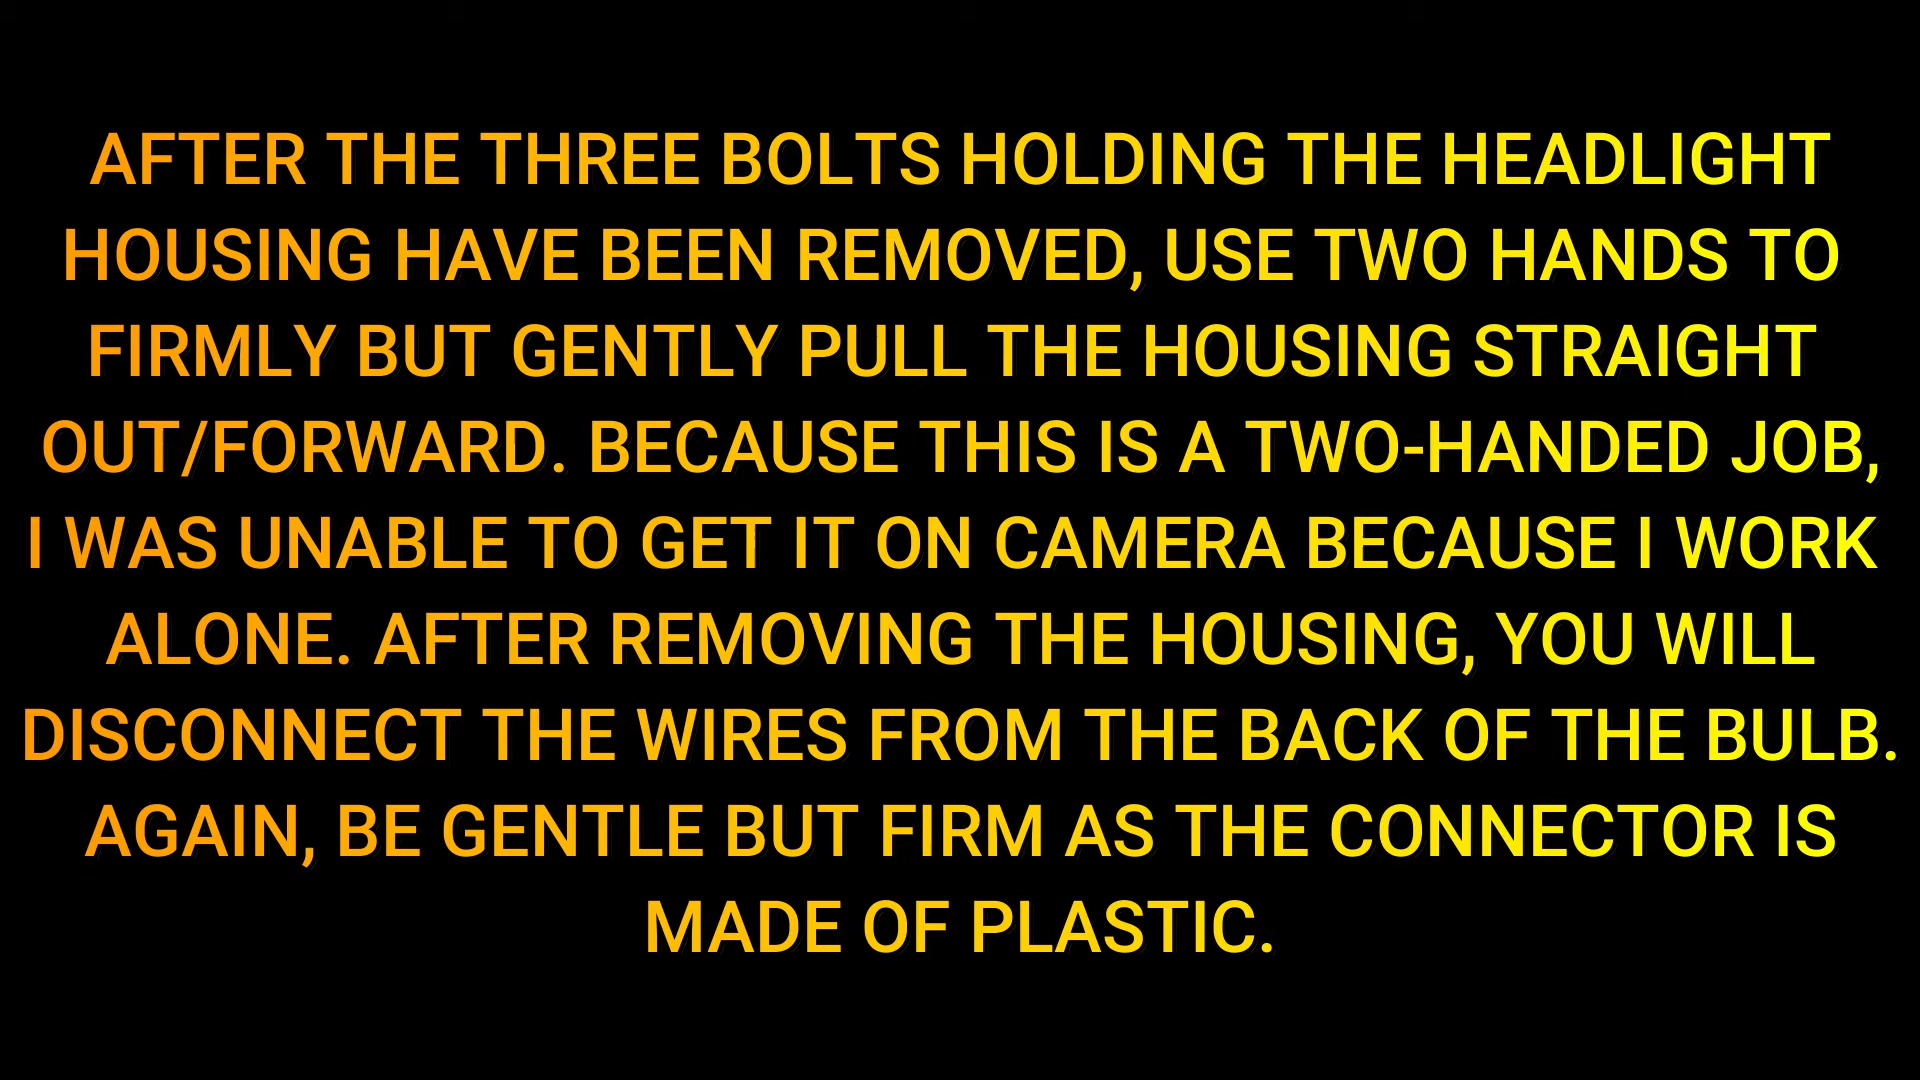 AFTER THE THREE BOLTS HOLDING THE HEADLIGHT
HOUSING HAVE BEEN REMOVED, USE TWO HANDS TO
FIRMLY BUT GENTLY PULL THE HOUSING STRAIGHT
OUT/FORWARD. BECAUSE THIS IS A TWO-HANDED JOB,
I WAS UNABLE TO GET IT ON CAMERA BECAUSE I WORK
ALONE. AFTER REMOVING THE HOUSING, YOU WILL
DISCONNECT THE WIRES FROM THE BACK OF THE BULB.
AGAIN, BE GENTLE BUT FIRM AS THE CONNECTOR IS
MADE OF PLASTIC.